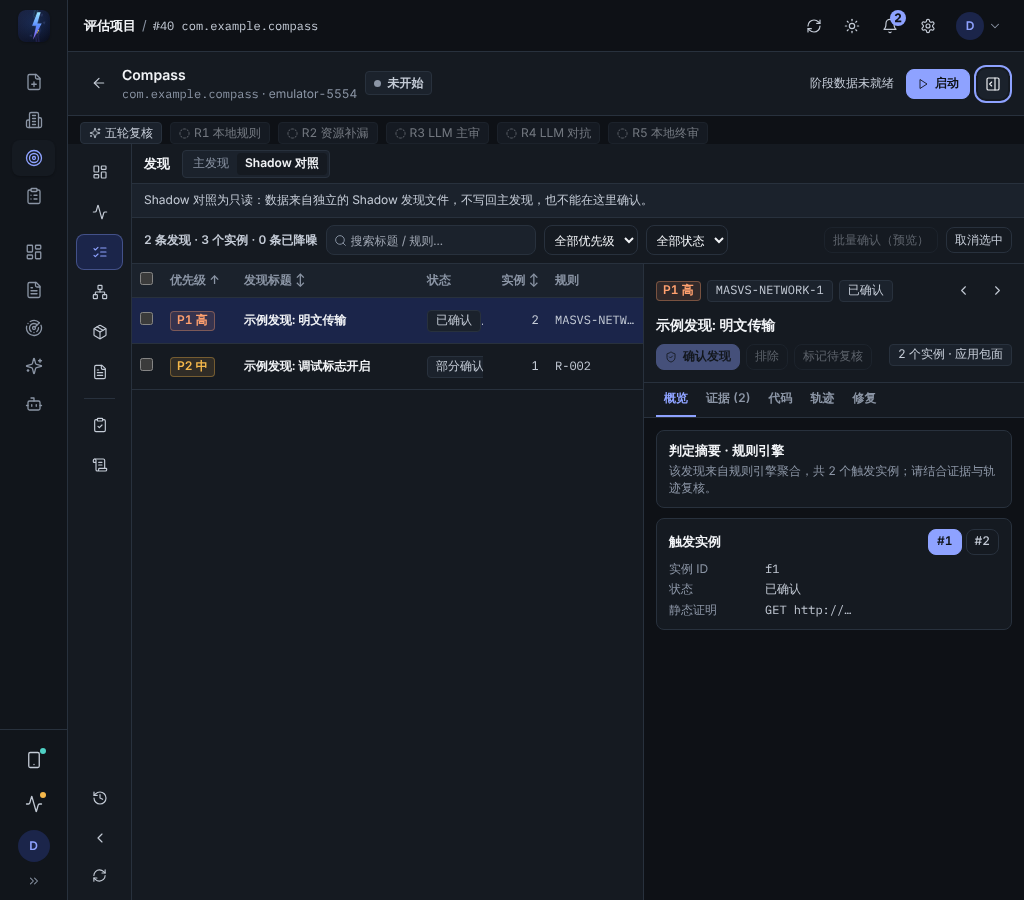 评估项目 / #40 com.example.compass
2
D
Compass
com.example.compass · emulator-5554
未开始
阶段数据未就绪
启动
五轮复核
R1 本地规则
R2 资源补漏
R3 LLM 主审
R4 LLM 对抗
R5 本地终审
发现
主发现
Shadow 对照
Shadow 对照为只读：数据来自独立的 Shadow 发现文件，不写回主发现，也不能在这里确认。
2 条发现 · 3 个实例 · 0 条已降噪
搜索标题 / 规则…
全部优先级
全部状态
批量确认（预览）
取消选中
优先级 ↑
发现标题
状态
实例
规则
P1 高
示例发现: 明文传输
已确认
2
MASVS-NETW…
P2 中
示例发现: 调试标志开启
部分确认
1
R-002
P1 高
MASVS-NETWORK-1
已确认
示例发现: 明文传输
确认发现
排除
标记待复核
2 个实例 · 应用包面
概览
证据 (2)
代码
轨迹
修复
判定摘要 · 规则引擎
该发现来自规则引擎聚合，共 2 个触发实例；请结合证据与轨
迹复核。
触发实例
#1
#2
实例 ID
f1
状态
已确认
静态证明
GET http://…
D